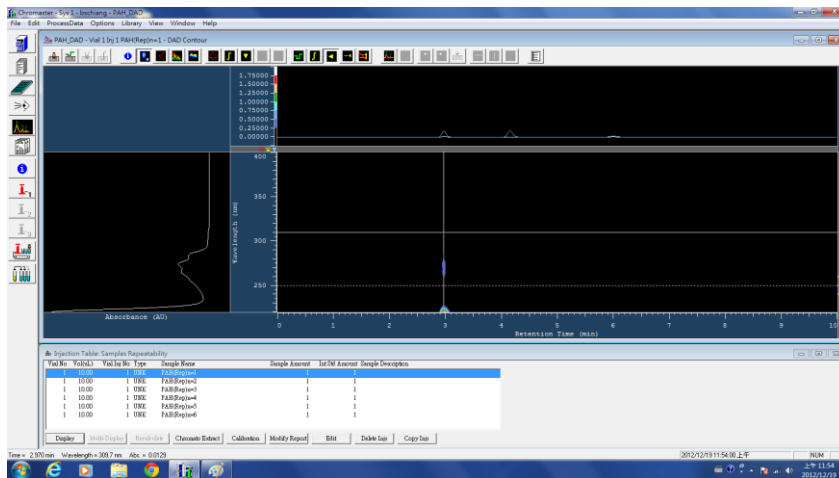 Chromaster - Sys 1 - bschiang - PAH_DAD
File Edit ProcessData Options Library View Window Help
PAH_DAD - Vial 1 Inj 1 PAH(Rep)n=1 - DAD Contour
1.75000
1.50000
1.25000
1.00000
0.75000
0.50000
0.25000
0.00000
400
350
300
250
Wavelength (nm)
Absorbance (AU)
0 1 2 3 4 5 6 7 8 9 10
Retention Time (min)
Injection Table: Samples Repeatability
Vial No Vol(uL) Vial Inj No Type Sample Name Sample Amount Int Std Amount Sample Description
1 10.00 1 UNK PAH(Rep)n=1 1 1
1 10.00 1 UNK PAH(Rep)n=2 1 1
1 10.00 1 UNK PAH(Rep)n=3 1 1
1 10.00 1 UNK PAH(Rep)n=4 1 1
1 10.00 1 UNK PAH(Rep)n=5 1 1
1 10.00 1 UNK PAH(Rep)n=6 1 1
Display Multi Display Recalculate Chromato Extract Calibration Modify Report Edit Delete Injs Copy Injs
Time = 2.970 min Wavelength = 309.7 nm Abs. = 0.0129 2012/12/19 11:54:00 上午 NUM
上午 11:54
2012/12/19